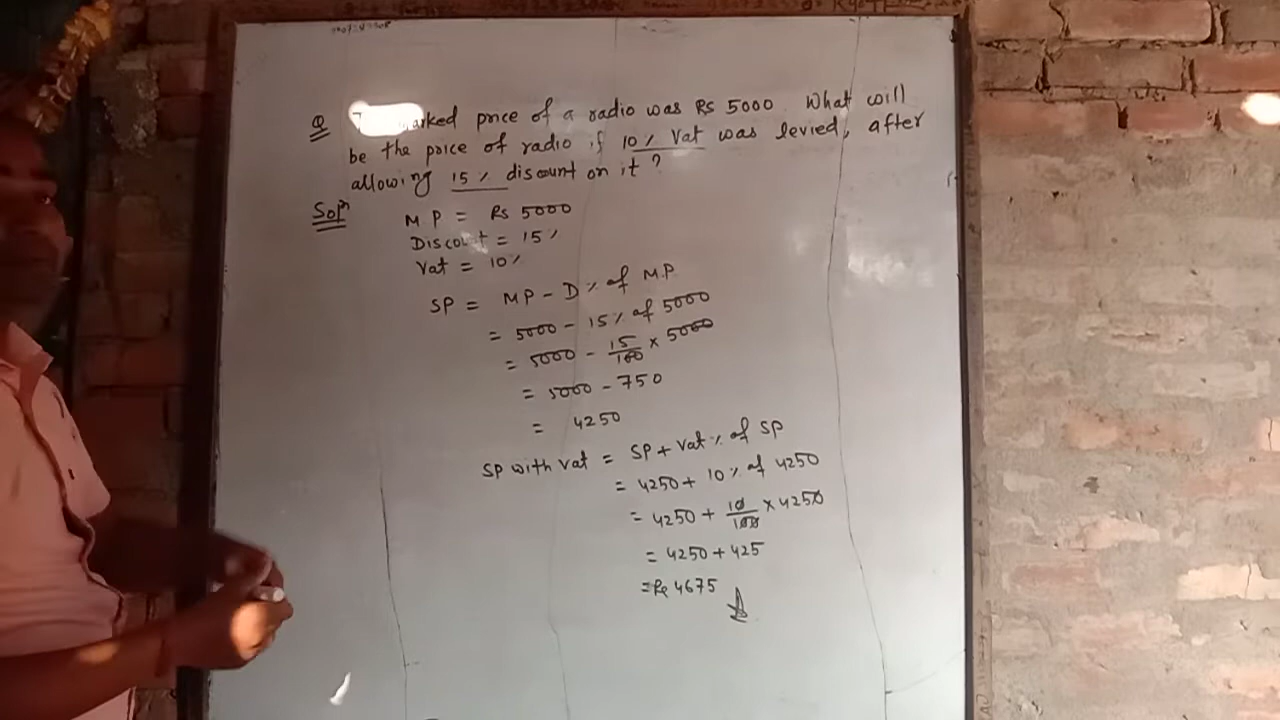 Q arked price of a radio was Rs 5000. What will
be the price of radio if 10% Vat was levied, after
allowing 15% discount on it?
Solⁿ
MP = Rs 5000
Discount = 15%
Vat = 10%
SP = MP - D% of M.P
= 5000 - 15% of 5000
= 5000 - 15/100 × 5000
= 5000 - 750
= 4250
SP with vat = SP + Vat% of SP
= 4250 + 10% of 4250
= 4250 + 10/100 × 4250
= 4250 + 425
= Rs 4675